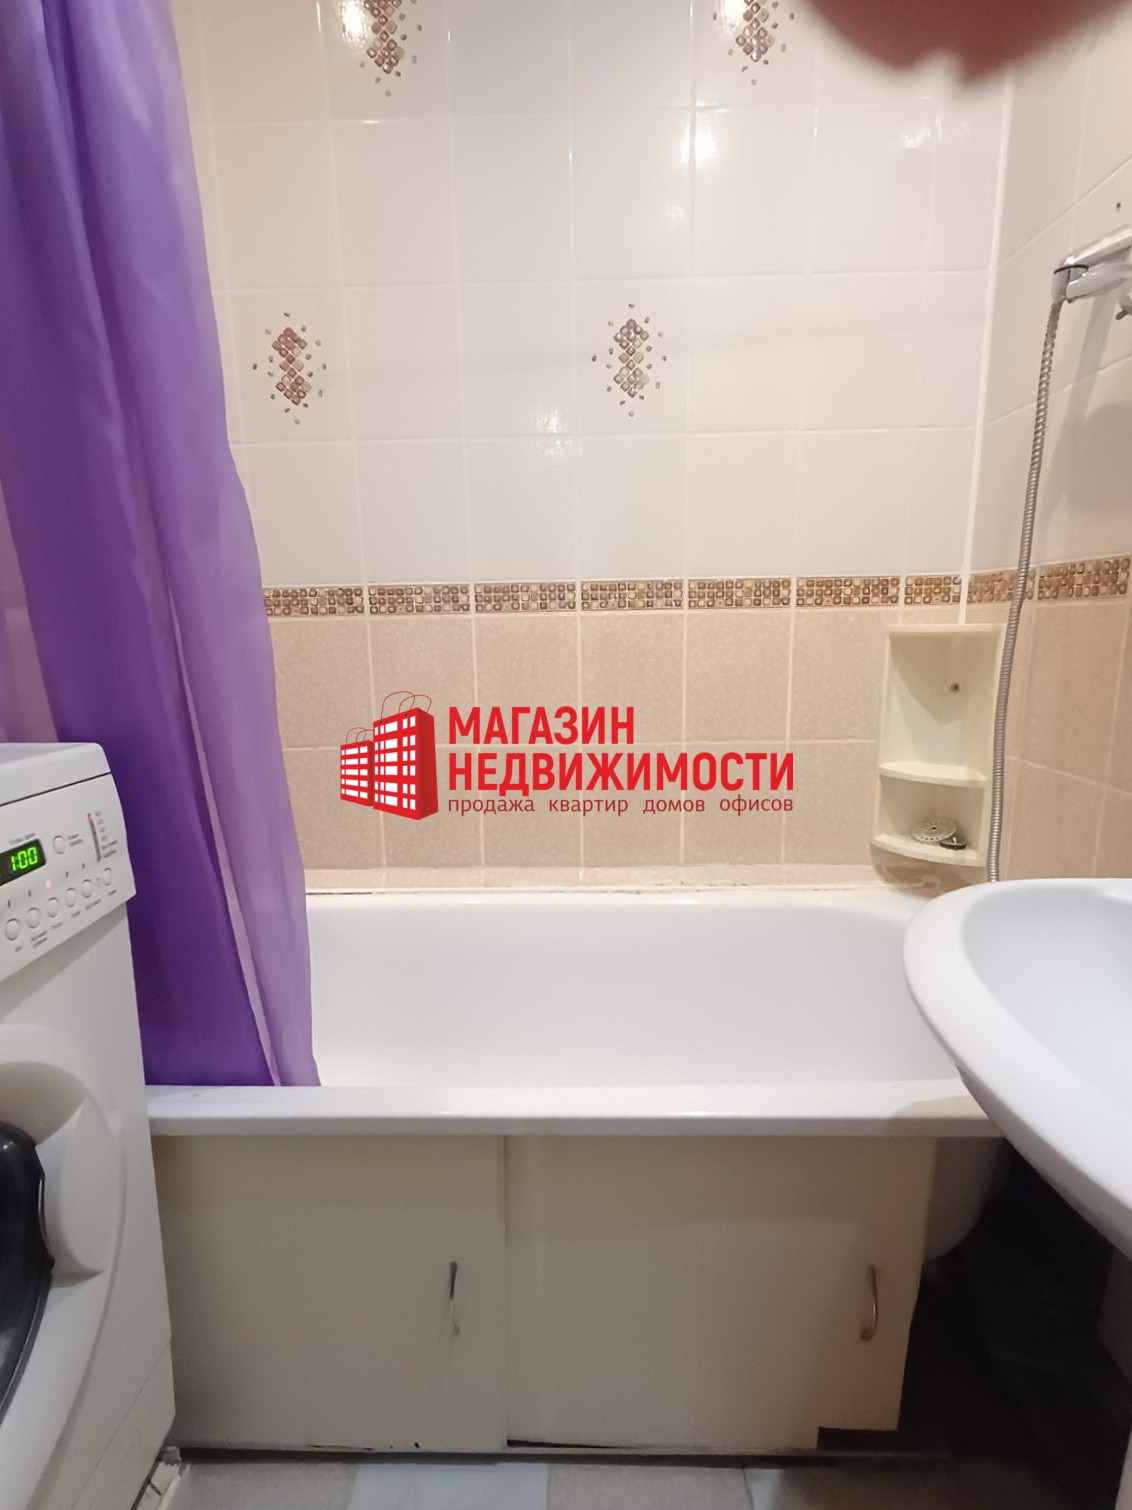 МАГАЗИН
НЕДВИЖИМОСТИ
продажа квартир домов офисов
1:00